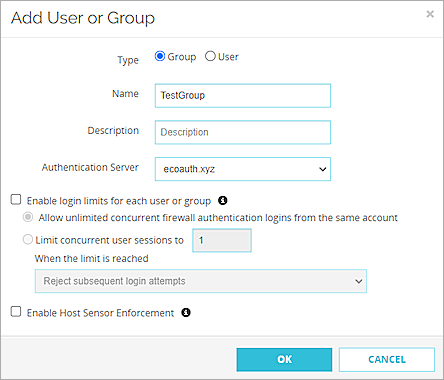 Add User or Group
×
Type Group User
Name TestGroup
Description Description
Authentication Server ecoauth.xyz
Enable login limits for each user or group
Allow unlimited concurrent firewall authentication logins from the same account
Limit concurrent user sessions to 1
When the limit is reached
Reject subsequent login attempts
Enable Host Sensor Enforcement
OK CANCEL